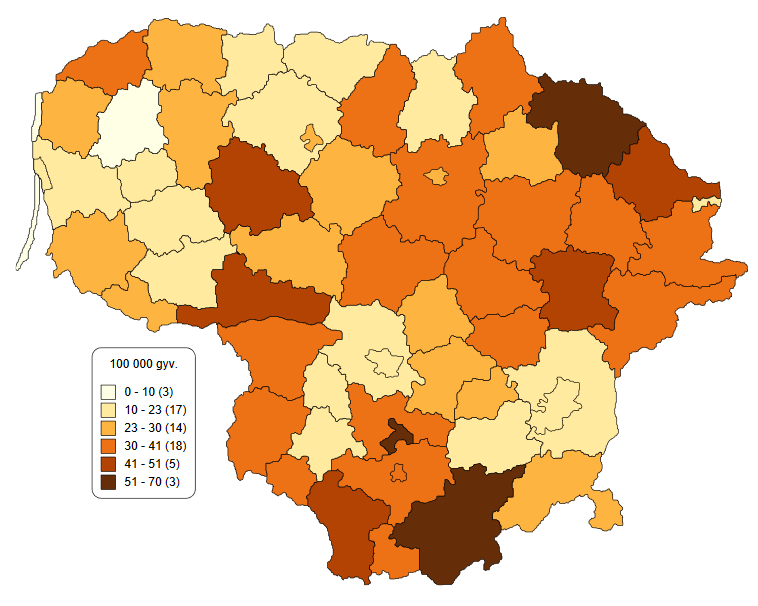 100 000 gyv.
0 - 10 (3)
10 - 23 (17)
23 - 30 (14)
30 - 41 (18)
41 - 51 (5)
51 - 70 (3)